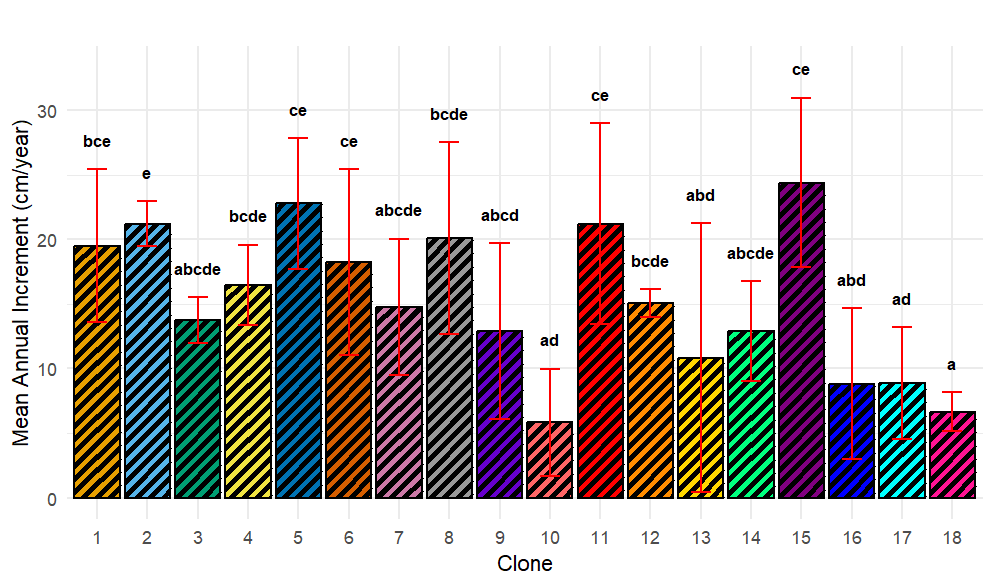 ce
ce
ce
bcde
bce
ce
e
abcde
abcd
bcde
abcde
bcde
abcde
abd
abd
ad
ad
a
30
20
10
0
Mean Annual Increment (cm/year)
1 2 3 4 5 6 7 8 9 10 11 12 13 14 15 16 17 18
Clone